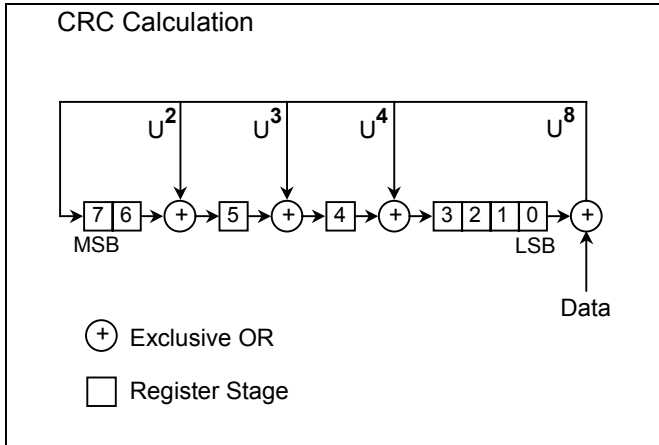 CRC Calculation
U2 U3 U4 U8
7 6 + 5 + 4 + 3 2 1 0 +
MSB LSB
Data
+ Exclusive OR
Register Stage